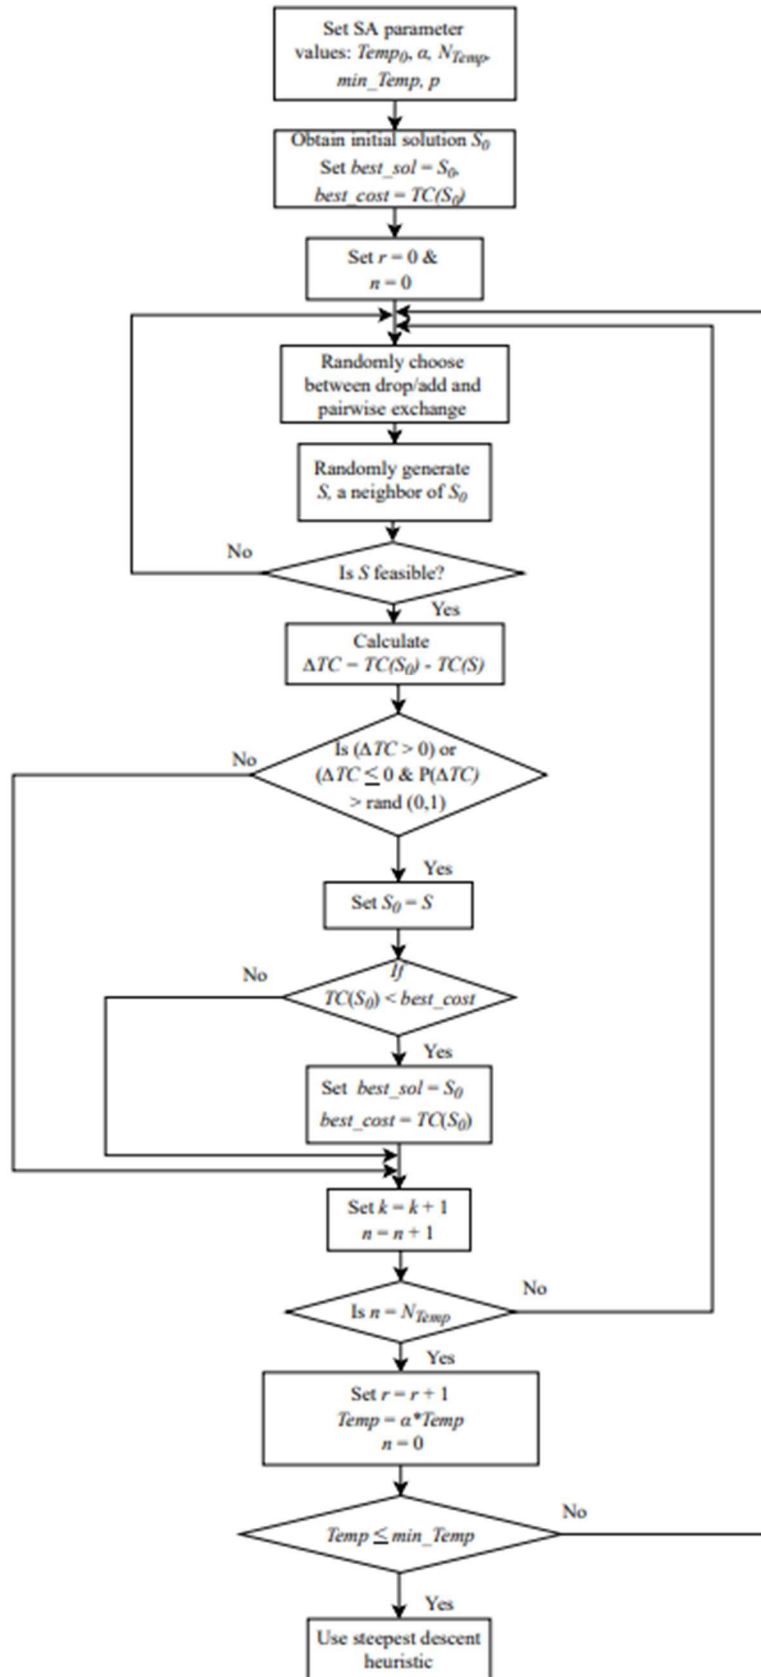 Set SA parameter
values: Temp0, α, NTemp,
min_Temp, p
Obtain initial solution S0
Set best_sol = S0,
best_cost = TC(S0)
Set r = 0 &
n = 0
Randomly choose
between drop/add and
pairwise exchange
Randomly generate
S, a neighbor of S0
No
Is S feasible?
Yes
Calculate
ΔTC = TC(S0) - TC(S)
No
Is (ΔTC > 0) or
(ΔTC ≤ 0 & P(ΔTC)
> rand (0,1)
Yes
Set S0 = S
No
If
TC(S0) < best_cost
Yes
Set best_sol = S0
best_cost = TC(S0)
Set k = k + 1
n = n + 1
No
Is n = NTemp
Yes
Set r = r + 1
Temp = α*Temp
n = 0
No
Temp ≤ min_Temp
Yes
Use steepest descent
heuristic